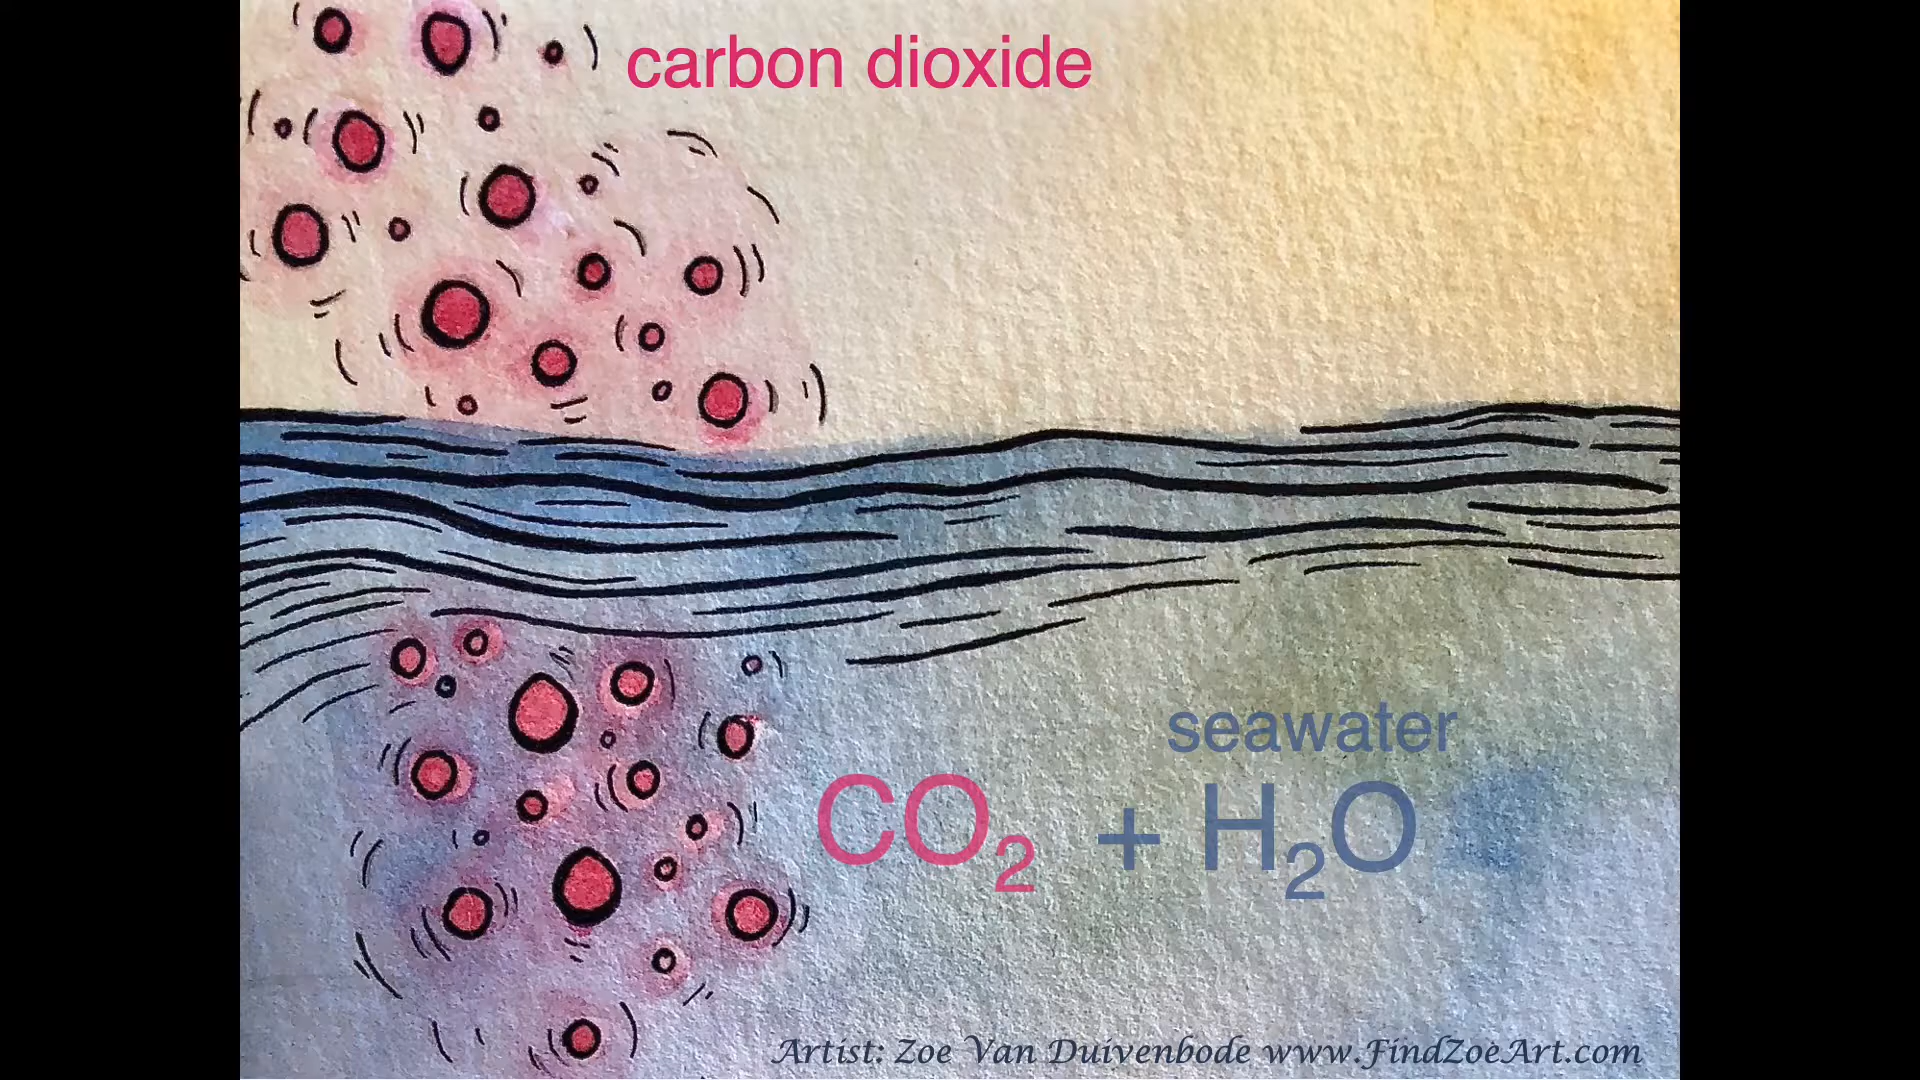 carbon dioxide
seawater
CO₂ + H₂O
Artist: Zoe Van Duivenbode www.FindZoeArt.com